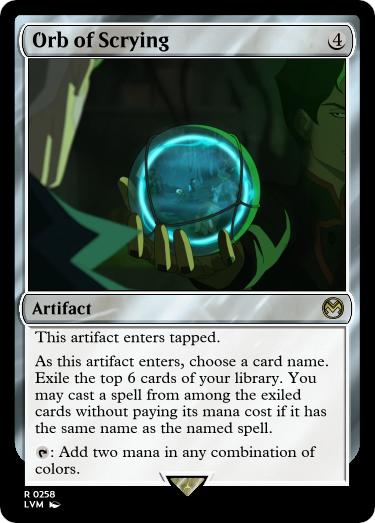 Orb of Scrying 4
Artifact
This artifact enters tapped.
As this artifact enters, choose a card name.
Exile the top 6 cards of your library. You
may cast a spell from among the exiled
cards without paying its mana cost if it has
the same name as the named spell.
: Add two mana in any combination of
colors.
R 0258
LVM